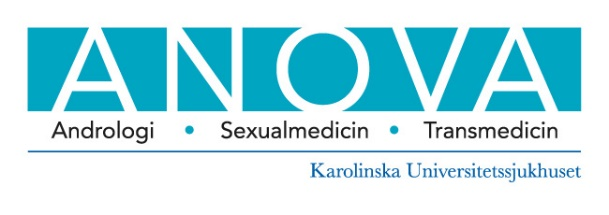 ANOVA
Andrologi • Sexualmedicin • Transmedicin
Karolinska Universitetssjukhuset